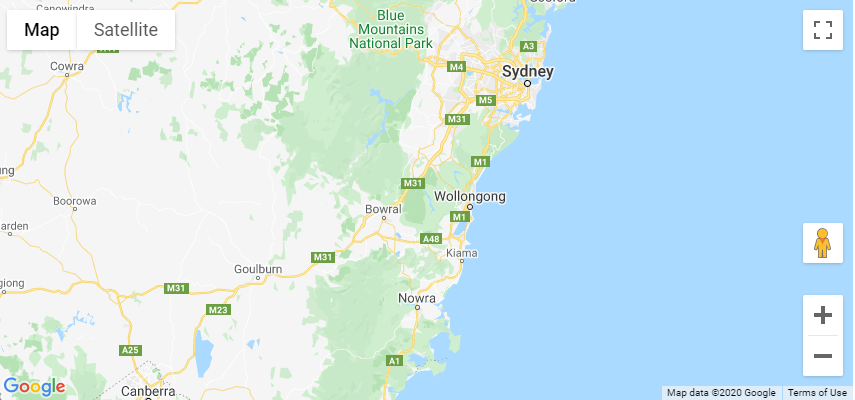 Gosford
Canowindra
Map
Satellite
Blue
Mountains
National Park
A3
Cowra
M4
Sydney
M5
M31
M1
M31
Boorowa
Wollongong
Bowral
M1
A48
Kiama
M31
Goulburn
M31
Nowra
M23
A25
A1
Canberra
Google
Map data ©2020 Google
Terms of Use